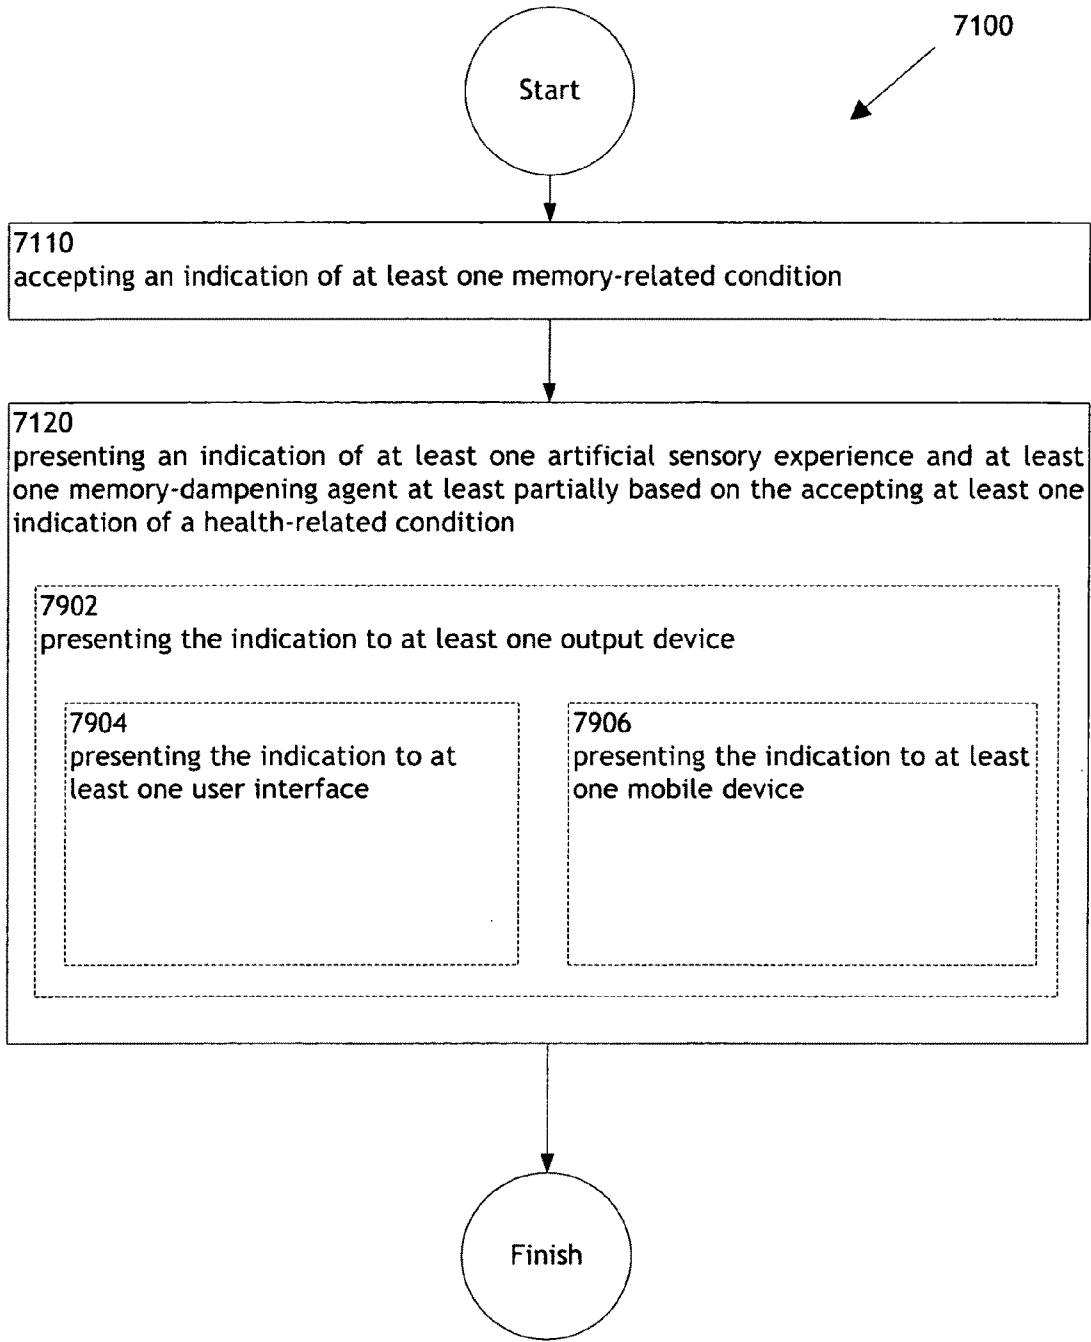 7100
Start
7110
accepting an indication of at least one memory-related condition
7120
presenting an indication of at least one artificial sensory experience and at least
one memory-dampening agent at least partially based on the accepting at least one
indication of a health-related condition
7902
presenting the indication to at least one output device
7904
presenting the indication to at
least one user interface
7906
presenting the indication to at least
one mobile device
Finish